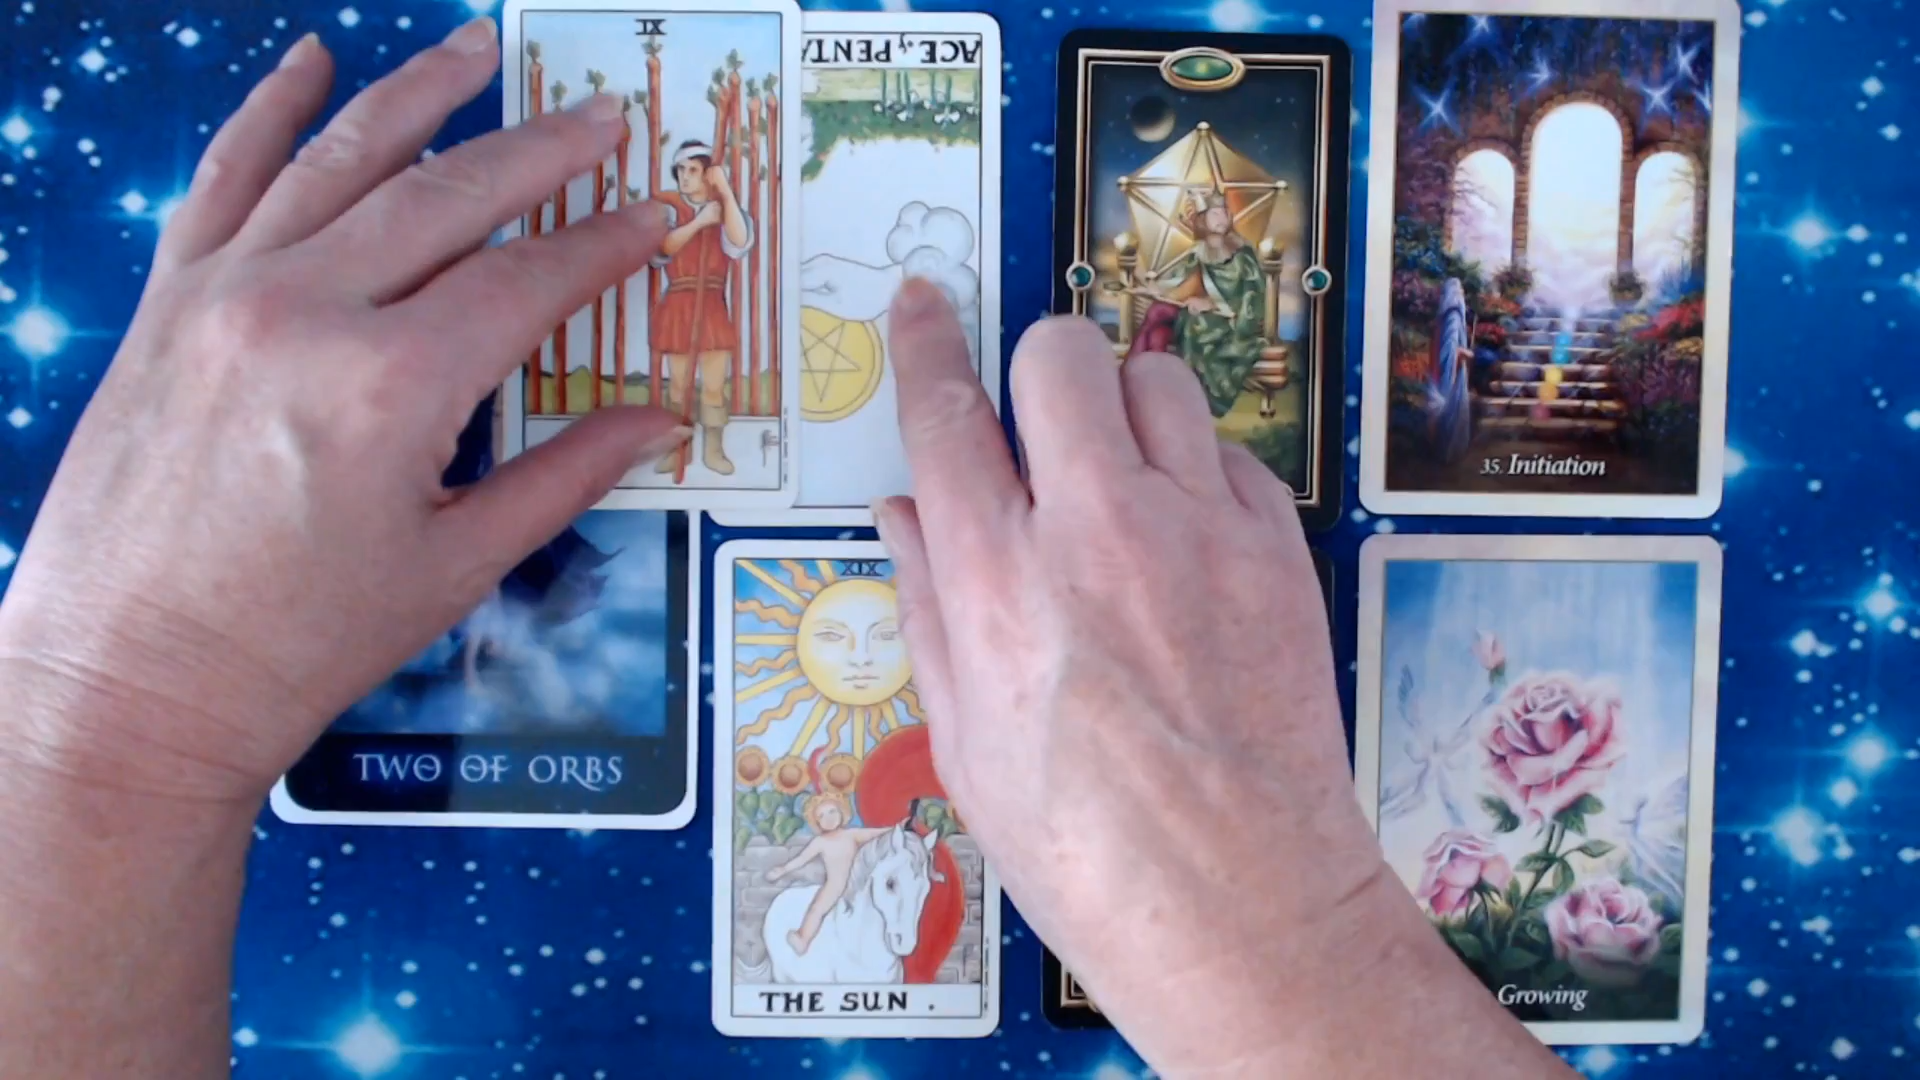 IX
ACE of PENTA
35. Initiation
XIX
TWO OF ORBS
THE SUN.
Growing